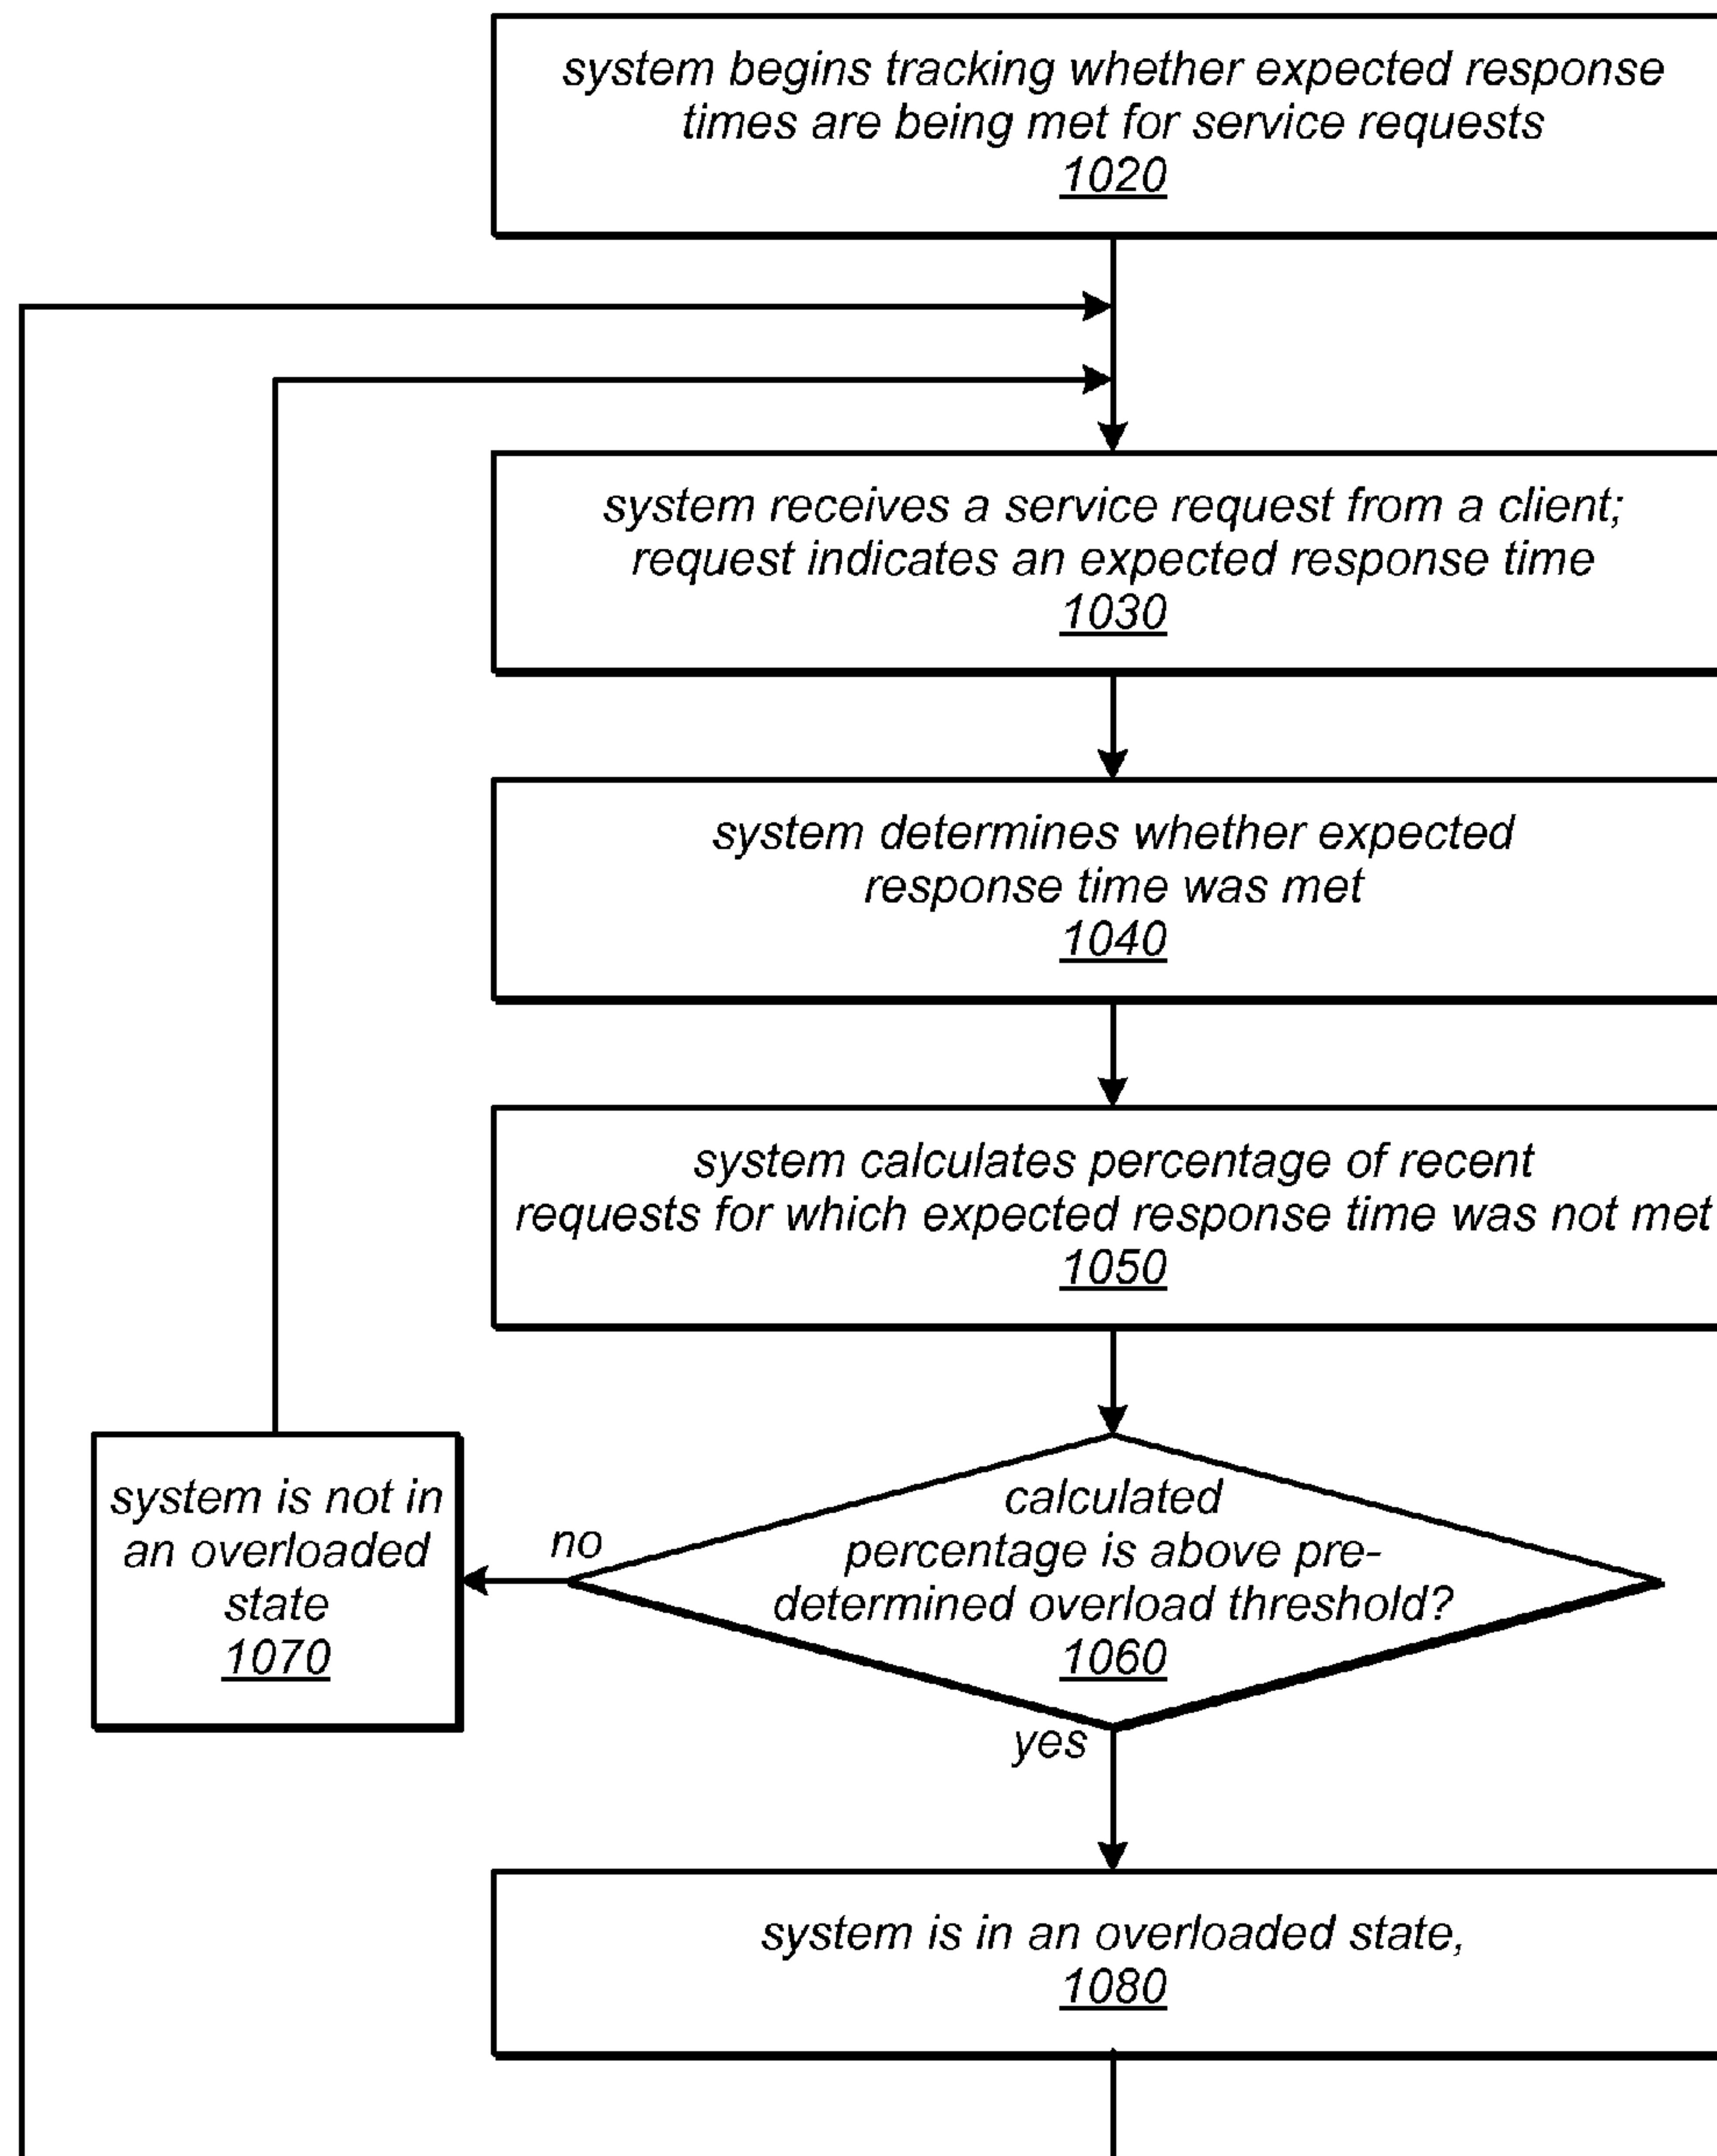 system begins tracking whether expected response
times are being met for service requests
1020
system receives a service request from a client;
request indicates an expected response time
1030
system determines whether expected
response time was met
1040
system calculates percentage of recent
requests for which expected response time was not met
1050
calculated
percentage is above pre-
determined overload threshold?
1060
no
system is not in
an overloaded
state
1070
yes
system is in an overloaded state,
1080